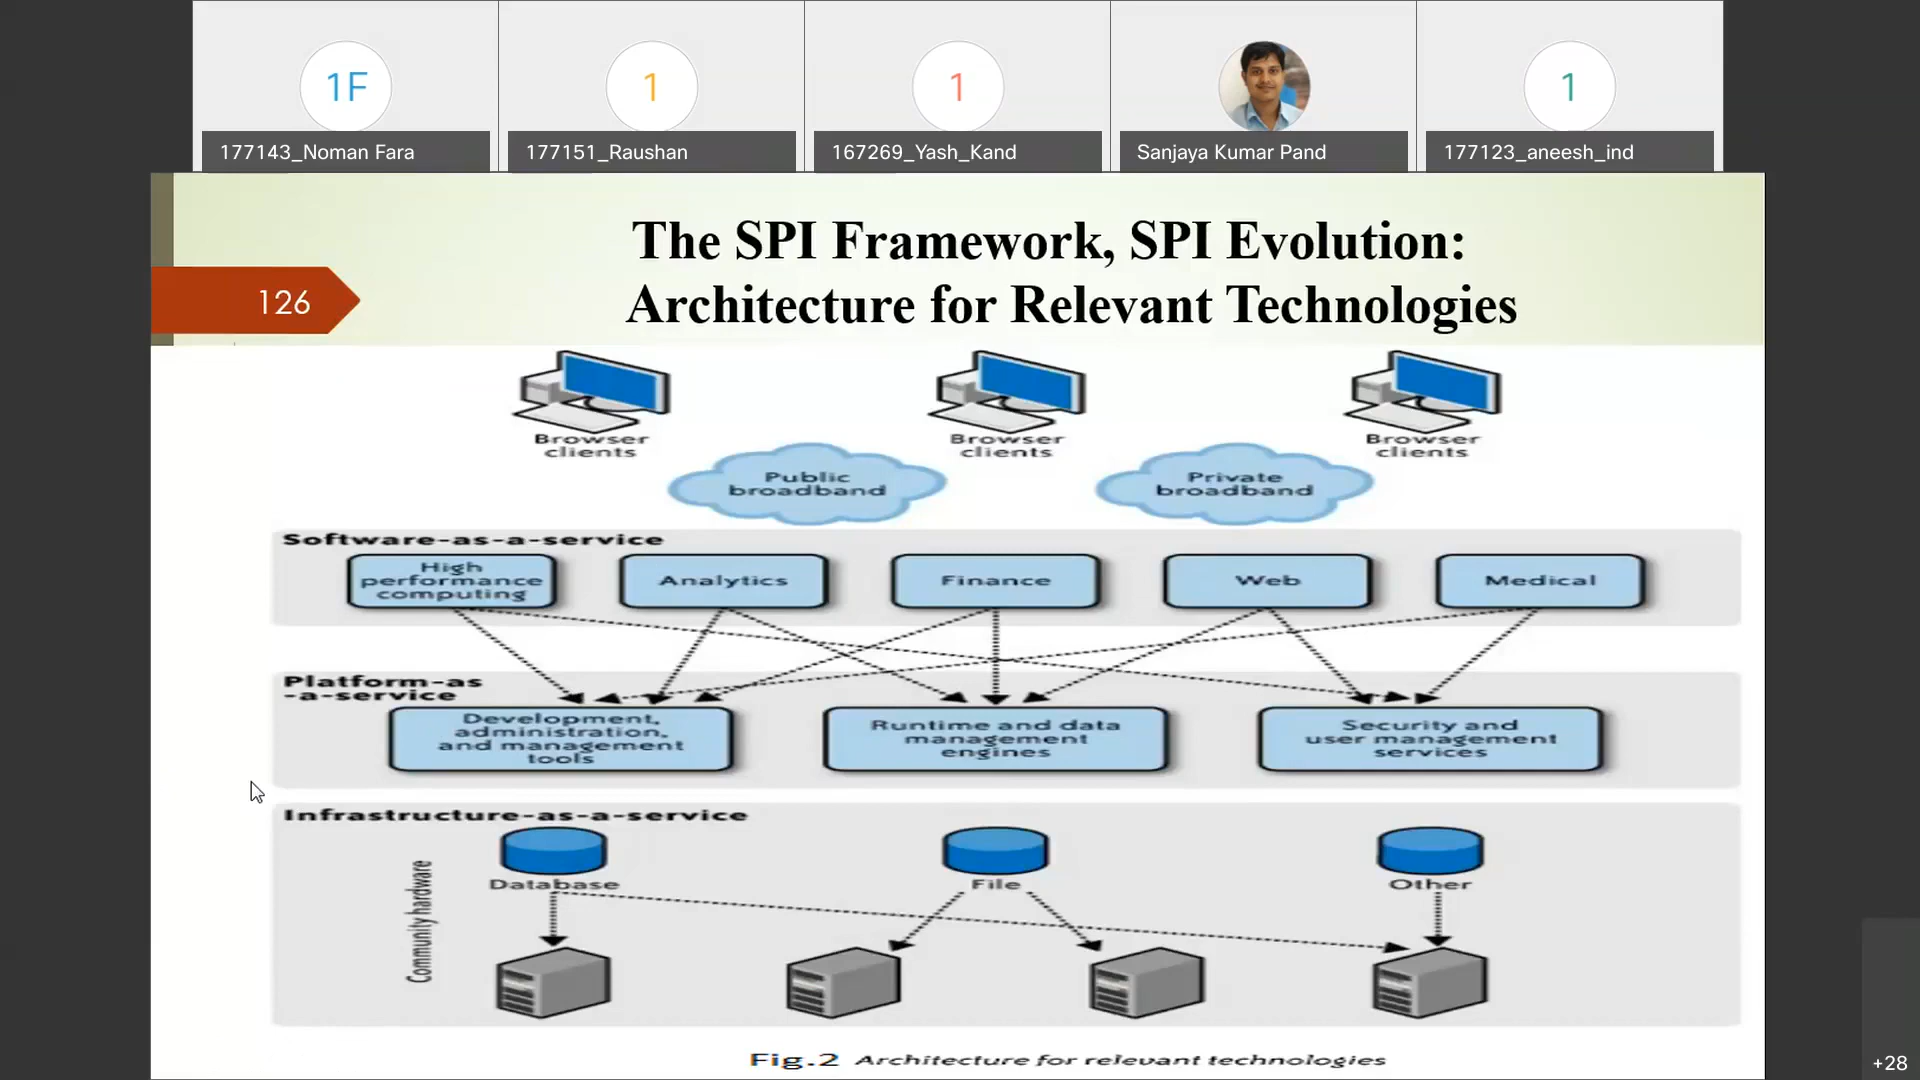 1F
1
1
1
177143_Noman Fara
177151_Raushan
167269_Yash_Kand
Sanjaya Kumar Pand
177123_aneesh_ind
The SPI Framework, SPI Evolution:
Architecture for Relevant Technologies
126
Browser
clients
Browser
clients
Browser
clients
Public
broadband
Private
broadband
Software-as-a-service
High
performance
computing
Analytics
Finance
Web
Medical
Platform-as
-a-service
Development,
administration,
and management
tools
Runtime and data
management
engines
Security and
user management
services
Infrastructure-as-a-service
Community hardware
Database
File
Other
Fig.2 Architecture for relevant technologies
+28